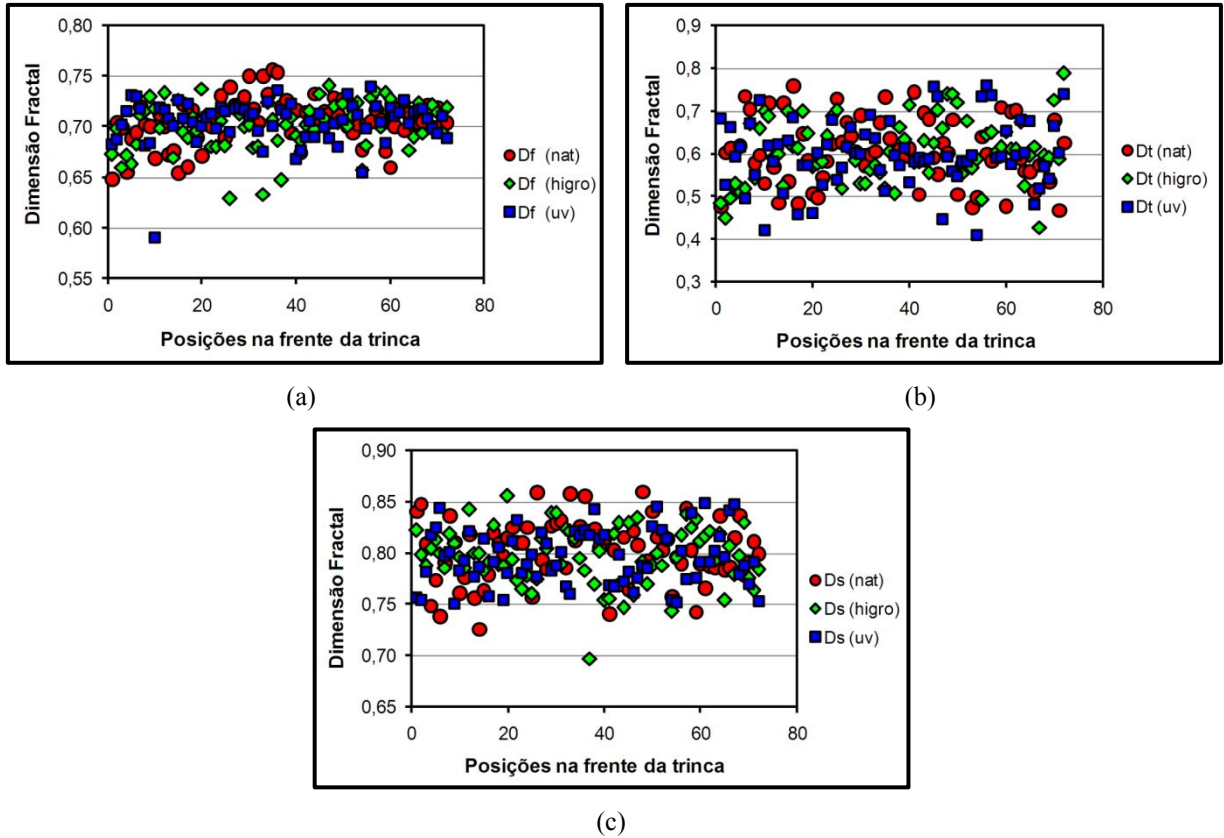 0,80
0,75
0,70
0,65
0,60
0,55
Dimensão Fractal
0 20 40 60 80
Posições na frente da trinca
Df (nat)
Df (higro)
Df (uv)
(a)
0,9
0,8
0,7
0,6
0,5
0,4
0,3
Dimensão Fractal
0 20 40 60 80
Posições na frente da trinca
Dt (nat)
Dt (higro)
Dt (uv)
(b)
0,90
0,85
0,80
0,75
0,70
0,65
Dimensão Fractal
0 20 40 60 80
Posições na frente da trinca
Ds (nat)
Ds (higro)
Ds (uv)
(c)